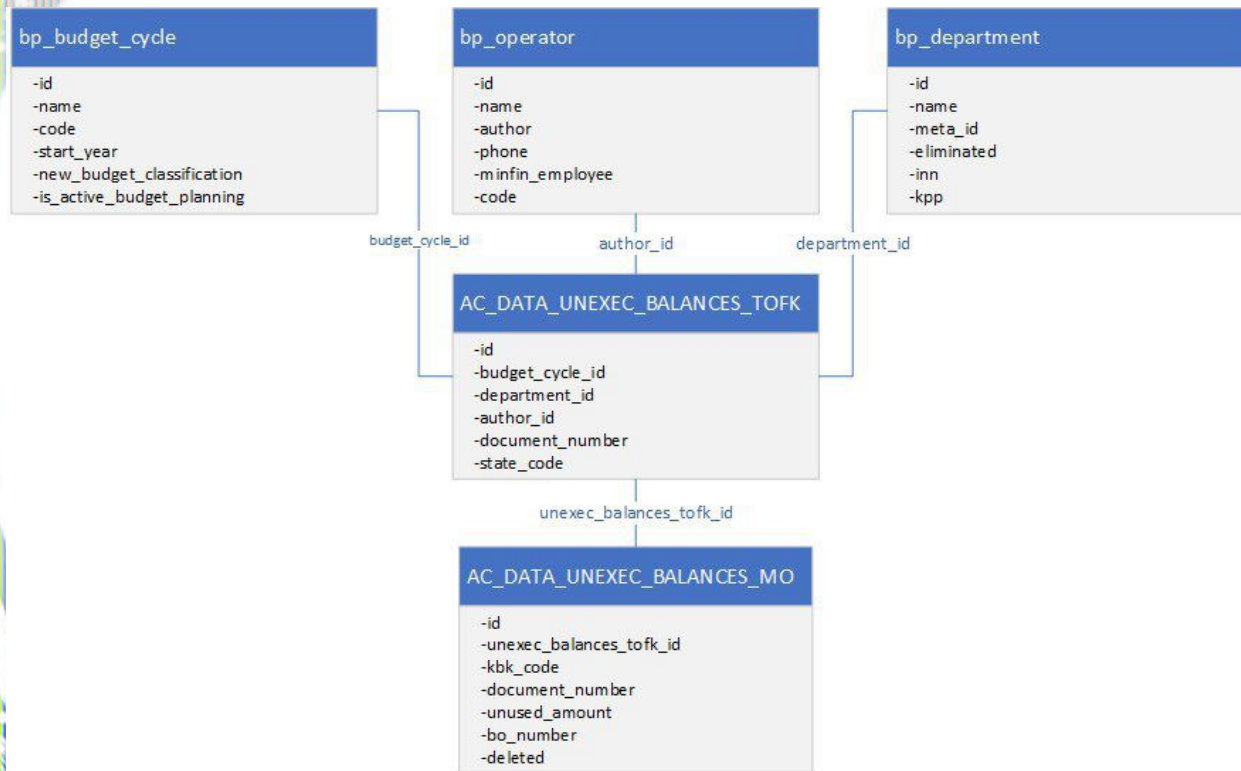 bp_budget_cycle
-id
-name
-code
-start_year
-new_budget_classification
-is_active_budget_planning
bp_operator
-id
-name
-author
-phone
-minfin_employee
-code
bp_department
-id
-name
-meta_id
-eliminated
-inn
-kpp
budget_cycle_id
author_id
department_id
AC_DATA_UNEXEC_BALANCES_TOFK
-id
-budget_cycle_id
-department_id
-author_id
-document_number
-state_code
unexec_balances_tofk_id
AC_DATA_UNEXEC_BALANCES_MO
-id
-unexec_balances_tofk_id
-kbk_code
-document_number
-unused_amount
-bo_number
-deleted